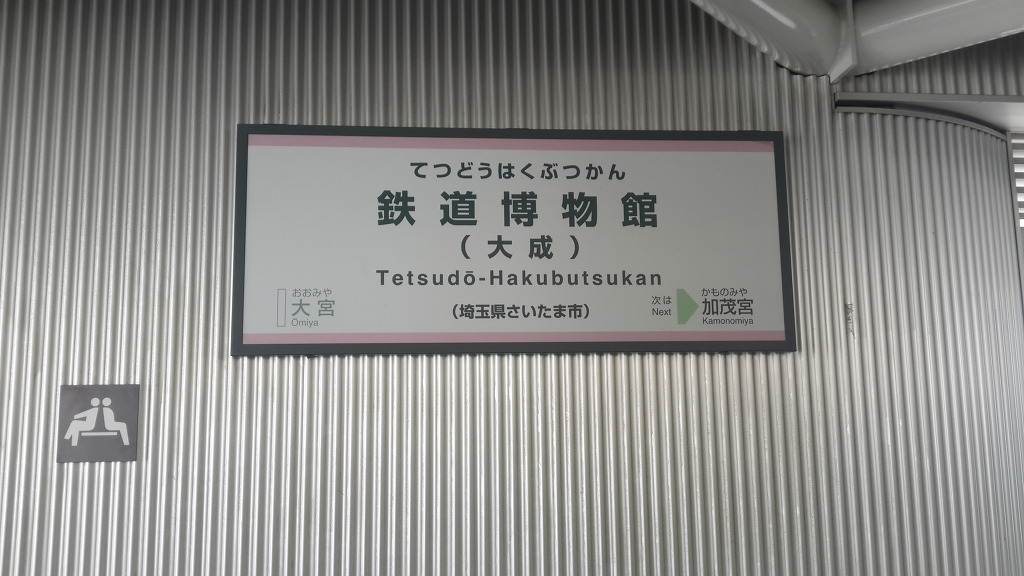 てつどうはくぶつかん
鉄道博物館
（大成）
Tetsudō-Hakubutsukan
（埼玉県さいたま市）
おおみや
大宮
Omiya
次は
Next
かものみや
加茂宮
Kamonomiya